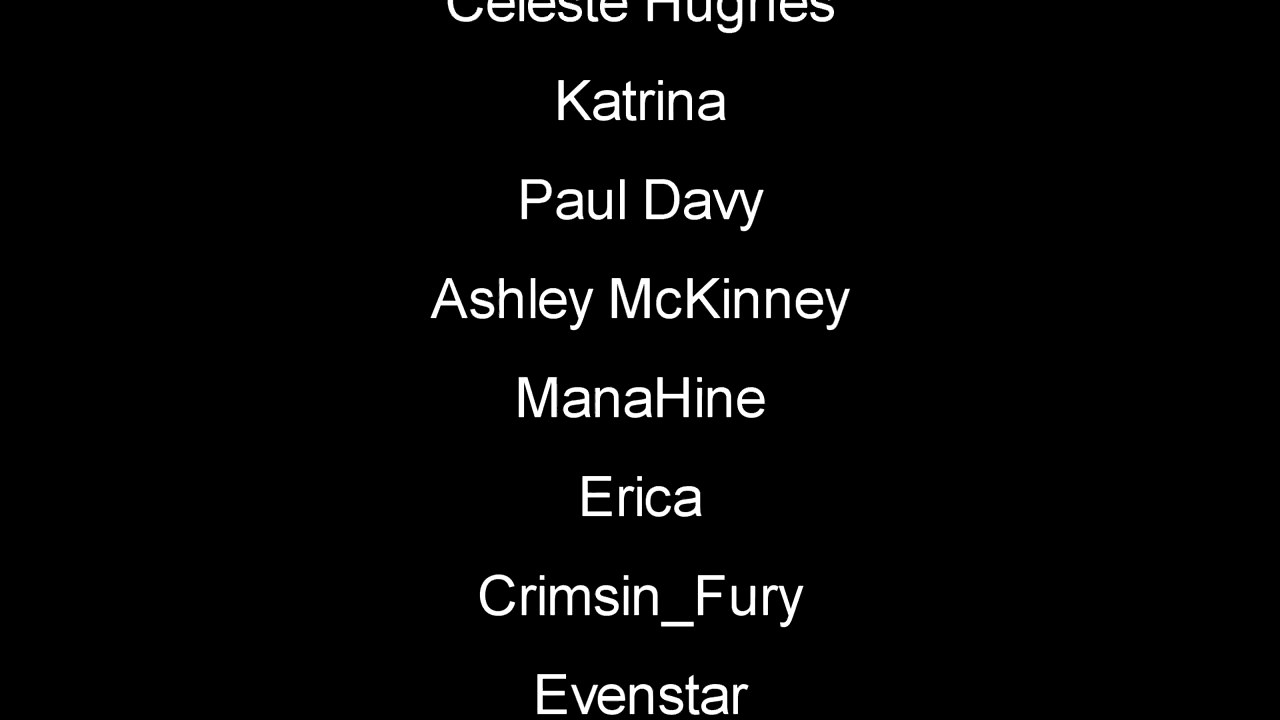 Celeste Hughes
Katrina
Paul Davy
Ashley McKinney
ManaHine
Erica
Crimsin_Fury
Evenstar